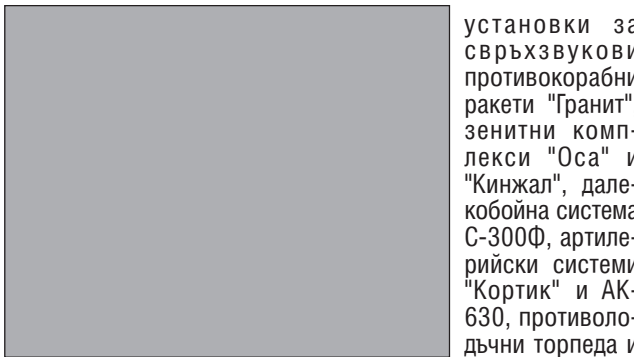 установки за
свръхзвукови
противокорабни
ракети "Гранит"
зенитни комп-
лекси "Оса" и
"Кинжал", дале-
кобойна система
С-300Ф, артиле-
рийски системи
"Кортик" и АК-
630, противоло-
дъчни торпеда и